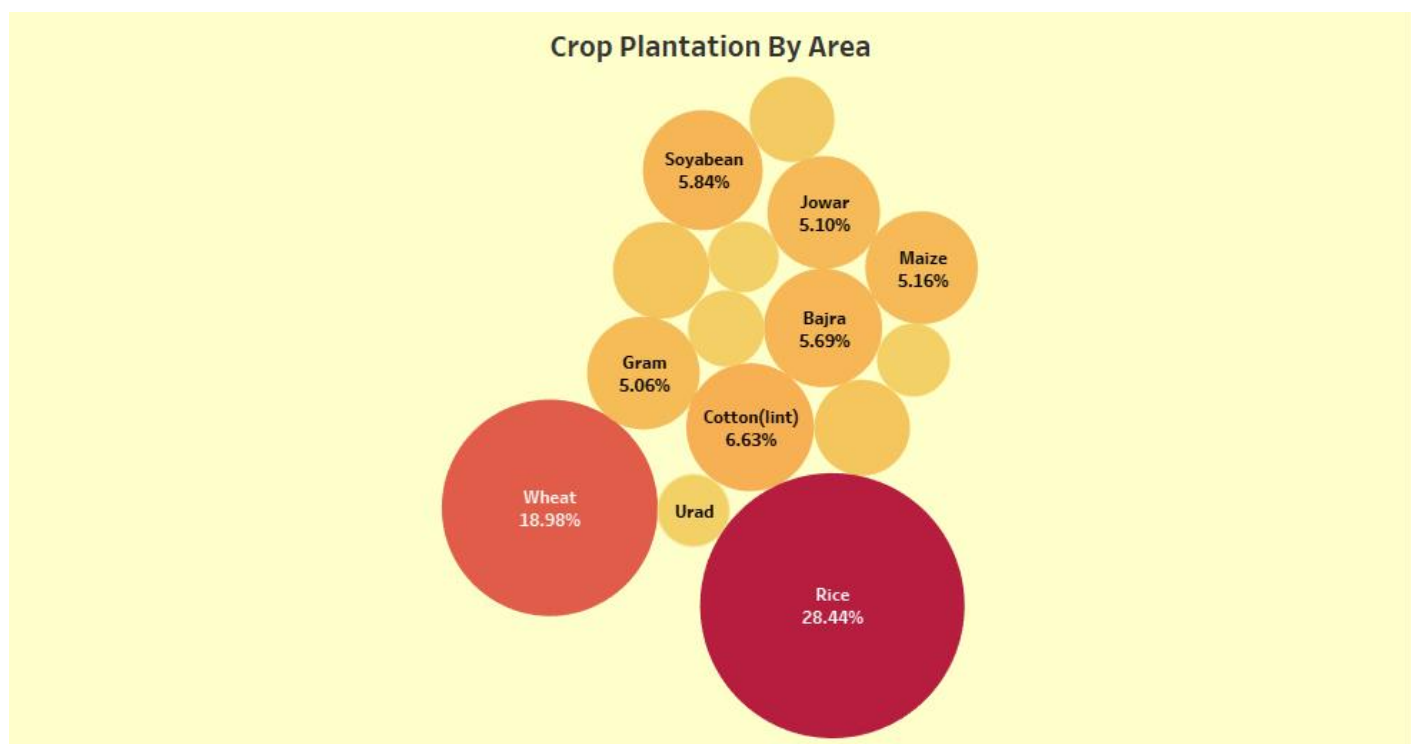 Crop Plantation By Area
Soyabean
5.84%
Jowar
5.10%
Maize
5.16%
Bajra
5.69%
Gram
5.06%
Cotton(lint)
6.63%
Wheat
18.98%
Urad
Rice
28.44%